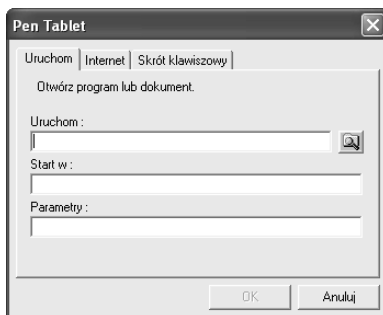 Pen Tablet
Uruchom Internet Skrót klawiszowy
Otwórz program lub dokument.
Uruchom :
Start w :
Parametry :
OK Anuluj